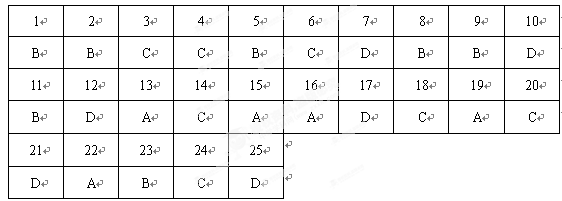 1 2 3 4 5 6 7 8 9 10
B B C C B C D B B D
11 12 13 14 15 16 17 18 19 20
B D A C A A D C A C
21 22 23 24 25
D A B C D